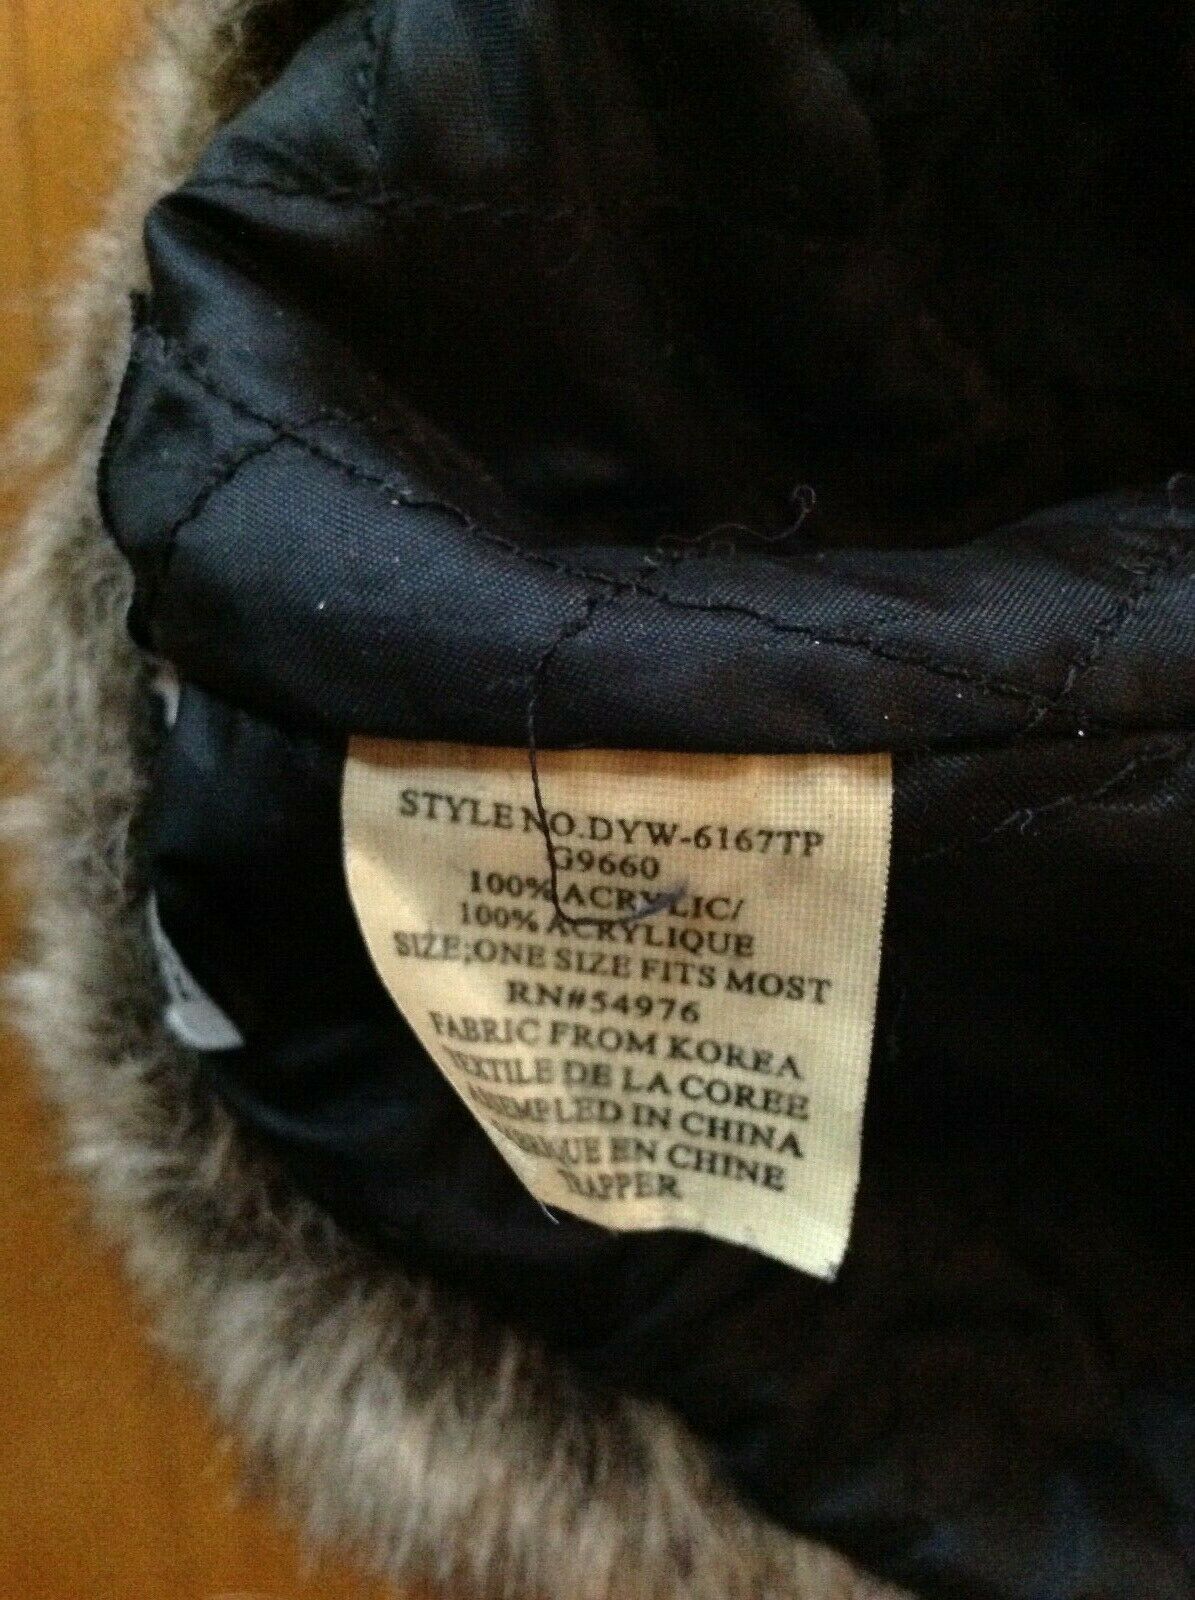 STYLE NO.DYW-6167TP
G9660
100% ACRYLIC/
100% ACRYLIQUE
SIZE;ONE SIZE FITS MOST
RN#54976
FABRIC FROM KOREA
TEXTILE DE LA COREE
ASSEMPLED IN CHINA
FABRIQUE EN CHINE
TRAPPER